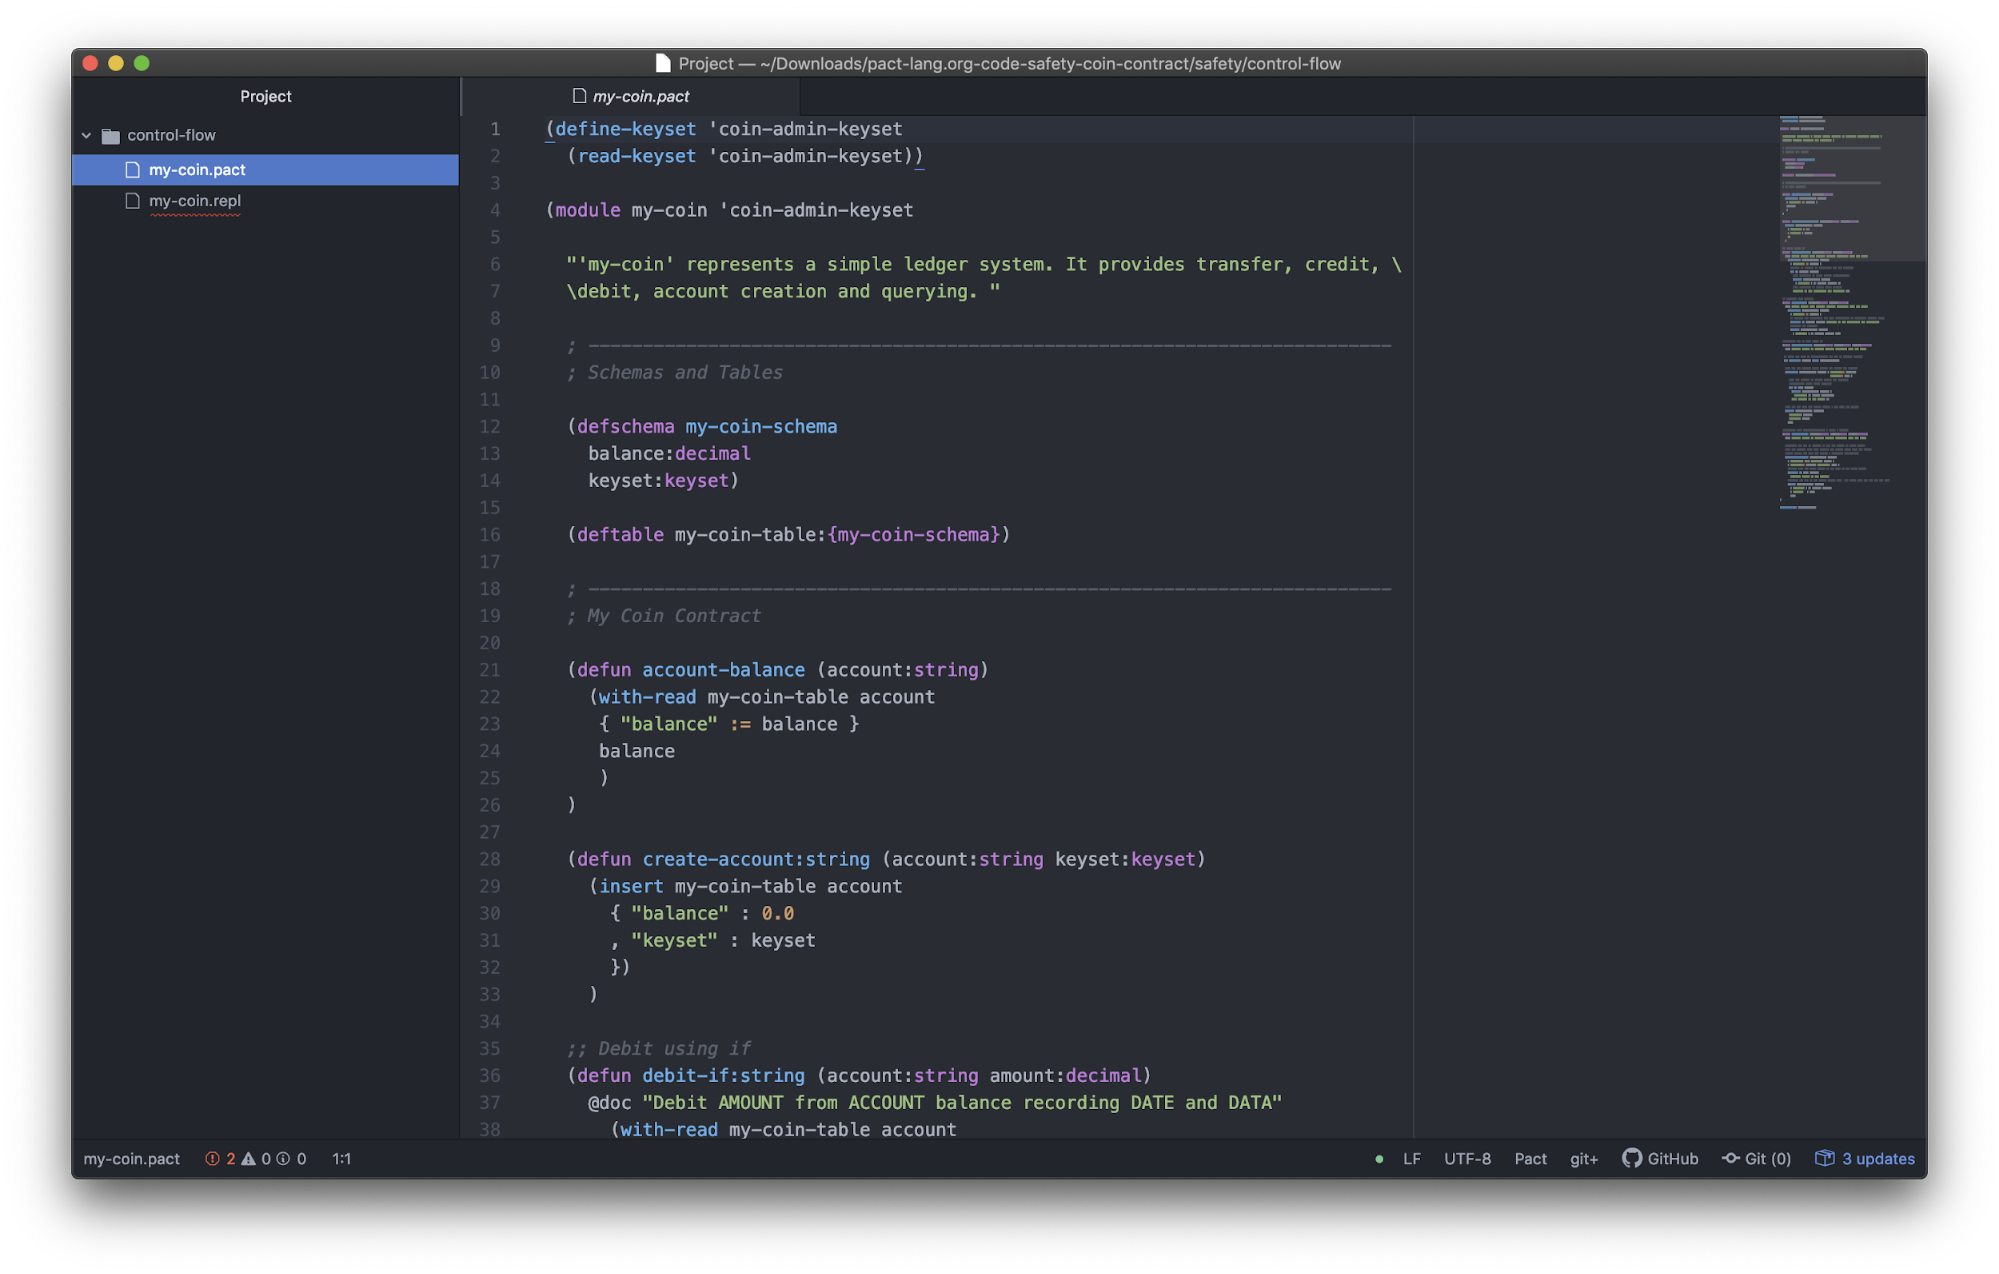 Project — ~/Downloads/pact-lang.org-code-safety-coin-contract/safety/control-flow
Project
control-flow
my-coin.pact
my-coin.repl
my-coin.pact
1 (define-keyset 'coin-admin-keyset
2   (read-keyset 'coin-admin-keyset))
3
4 (module my-coin 'coin-admin-keyset
5
6   "'my-coin' represents a simple ledger system. It provides transfer, credit, \
7   \debit, account creation and querying. "
8
9   ; --------------------------------------------------------------------------
10   ; Schemas and Tables
11
12   (defschema my-coin-schema
13     balance:decimal
14     keyset:keyset)
15
16   (deftable my-coin-table:{my-coin-schema})
17
18   ; --------------------------------------------------------------------------
19   ; My Coin Contract
20
21   (defun account-balance (account:string)
22     (with-read my-coin-table account
23      { "balance" := balance }
24      balance
25      )
26   )
27
28   (defun create-account:string (account:string keyset:keyset)
29     (insert my-coin-table account
30       { "balance" : 0.0
31       , "keyset" : keyset
32       })
33     )
34
35   ;; Debit using if
36   (defun debit-if:string (account:string amount:decimal)
37     @doc "Debit AMOUNT from ACCOUNT balance recording DATE and DATA"
38       (with-read my-coin-table account
my-coin.pact 2 0 0 1:1 LF UTF-8 Pact git+ GitHub Git (0) 3 updates